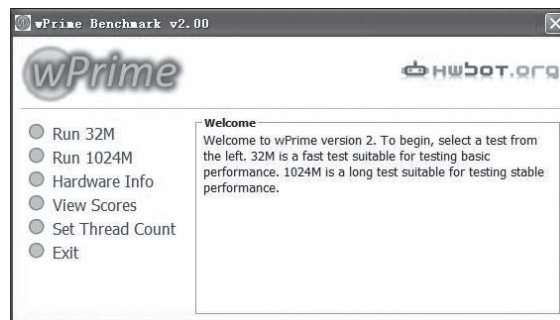 wPrime Benchmark v2.00
wPrime
HWBOT.org
Run 32M
Run 1024M
Hardware Info
View Scores
Set Thread Count
Exit
Welcome
Welcome to wPrime version 2. To begin, select a test from
the left. 32M is a fast test suitable for testing basic
performance. 1024M is a long test suitable for testing stable
performance.